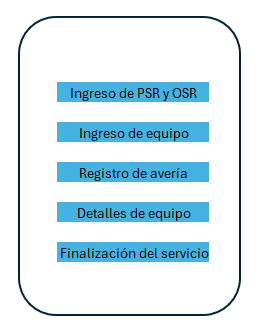 Ingreso de PSR y OSR
Ingreso de equipo
Registro de avería
Detalles de equipo
Finalización del servicio